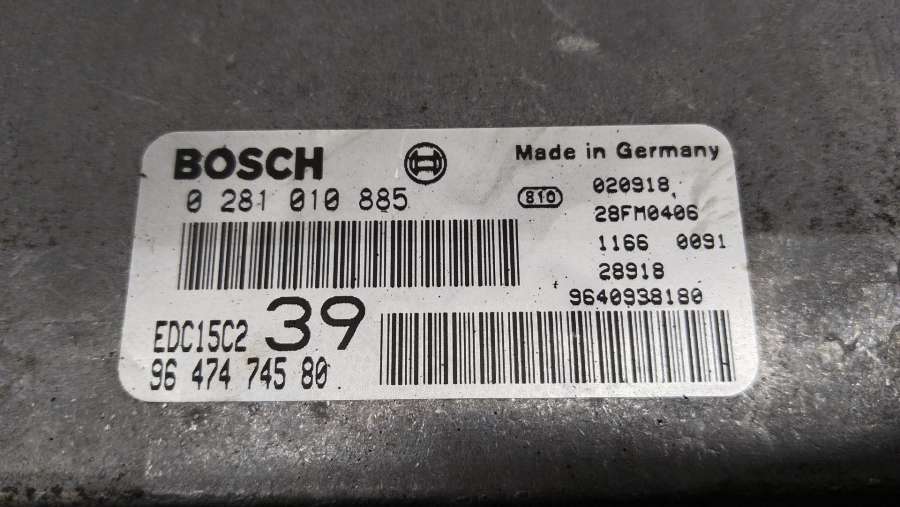 BOSCH
Made in Germany
0 281 010 885
810
020918
28FM0406
1166 0091
28918
9640938180
EDC15C2
39
96 474 745 80